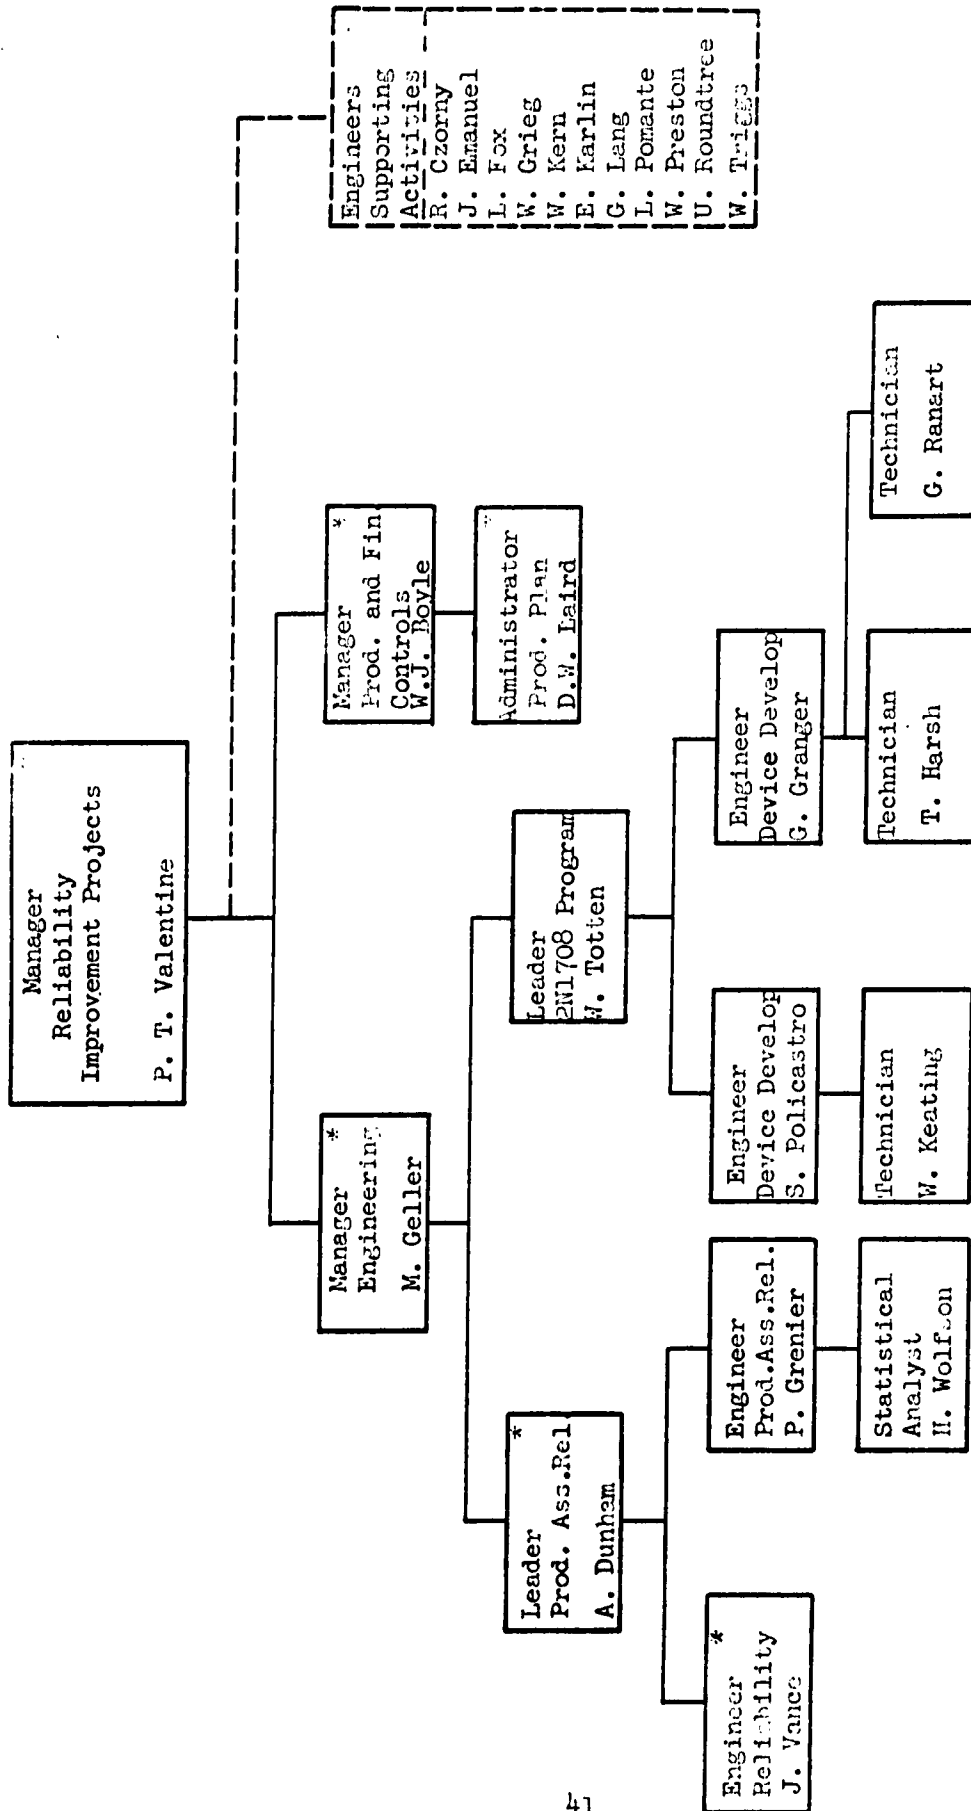 Manager
Reliability
Improvement Projects
P. T. Valentine
Engineers
Supporting
Activities
R. Czorny
J. Emanuel
L. Fox
W. Grieg
W. Kern
E. Karlin
G. Lang
L. Pomante
W. Preston
U. Roundtree
W. Triggs
Manager *
Engineering
M. Geller
Manager *
Prod. and Fin.
Controls
W.J. Boyle
Administrator *
Prod. Plan
D.W. Laird
Leader *
Prod. Ass.Rel.
A. Dunham
Leader
2N1708 Program
W. Totten
Engineer *
Reliability
J. Vance
Engineer
Prod.Ass.Rel.
P. Grenier
Engineer
Device Develop
S. Policastro
Engineer
Device Develop
G. Granger
Statistical
Analyst
H. Wolfson
Technician
W. Keating
Technician
T. Harsh
Technician
G. Ranart
41